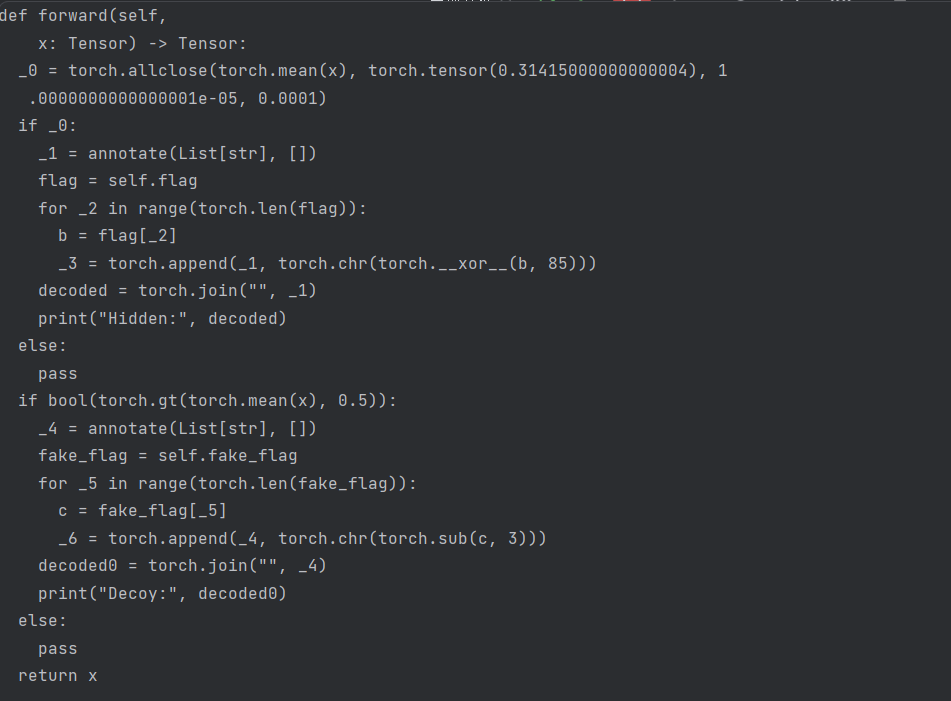 def forward(self,
    x: Tensor) -> Tensor:
  _0 = torch.allclose(torch.mean(x), torch.tensor(0.31415000000000004), 1
   .0000000000000001e-05, 0.0001)
  if _0:
    _1 = annotate(List[str], [])
    flag = self.flag
    for _2 in range(torch.len(flag)):
      b = flag[_2]
      _3 = torch.append(_1, torch.chr(torch.__xor__(b, 85)))
    decoded = torch.join("", _1)
    print("Hidden:", decoded)
  else:
    pass
  if bool(torch.gt(torch.mean(x), 0.5)):
    _4 = annotate(List[str], [])
    fake_flag = self.fake_flag
    for _5 in range(torch.len(fake_flag)):
      c = fake_flag[_5]
      _6 = torch.append(_4, torch.chr(torch.sub(c, 3)))
    decoded0 = torch.join("", _4)
    print("Decoy:", decoded0)
  else:
    pass
  return x